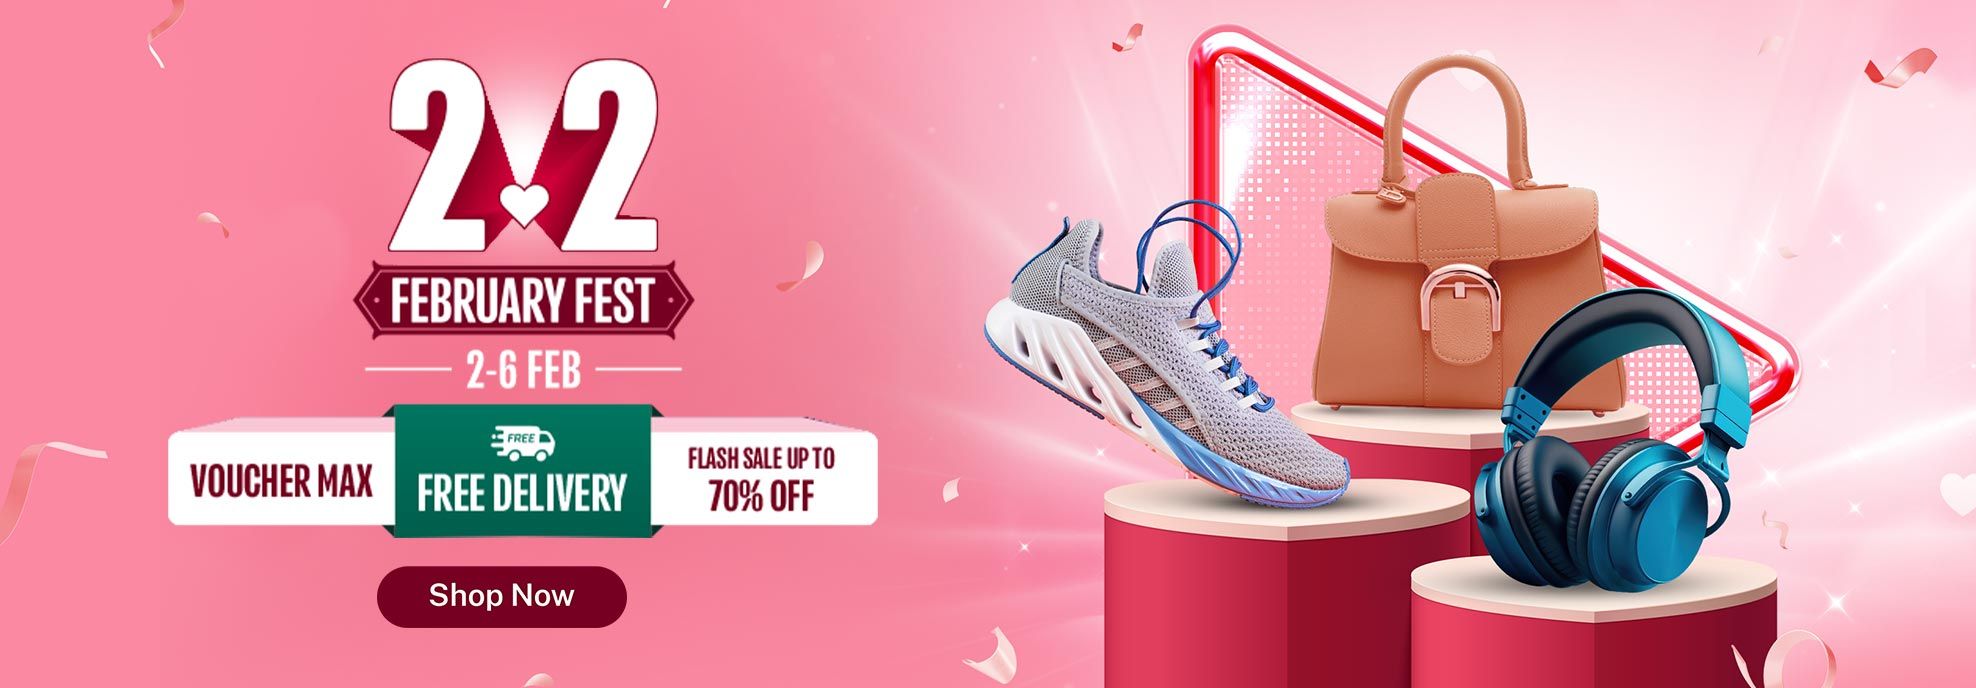 2.2
FEBRUARY FEST
2-6 FEB
VOUCHER MAX
FREE
FREE DELIVERY
FLASH SALE UP TO
70% OFF
Shop Now